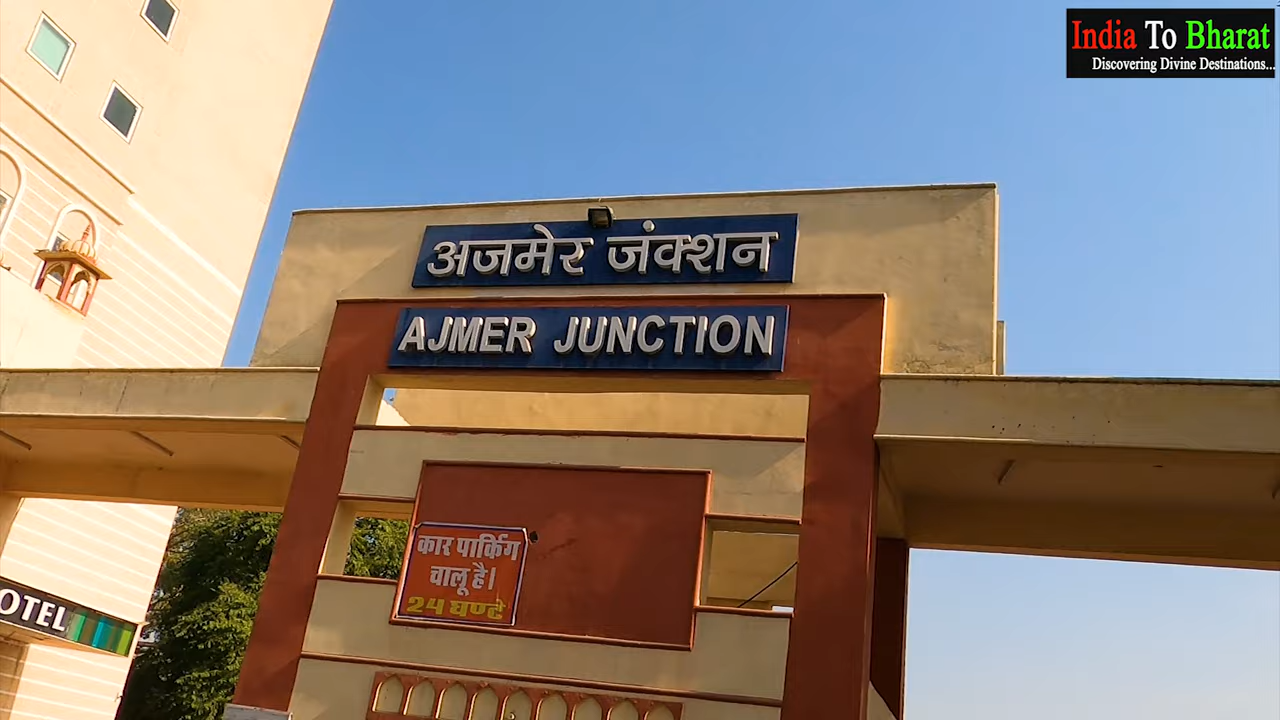 India To Bharat
Discovering Divine Destinations...
अजमेर जंक्शन
AJMER JUNCTION
कार पार्किंग
चालू है।
24 घण्टे
OTEL